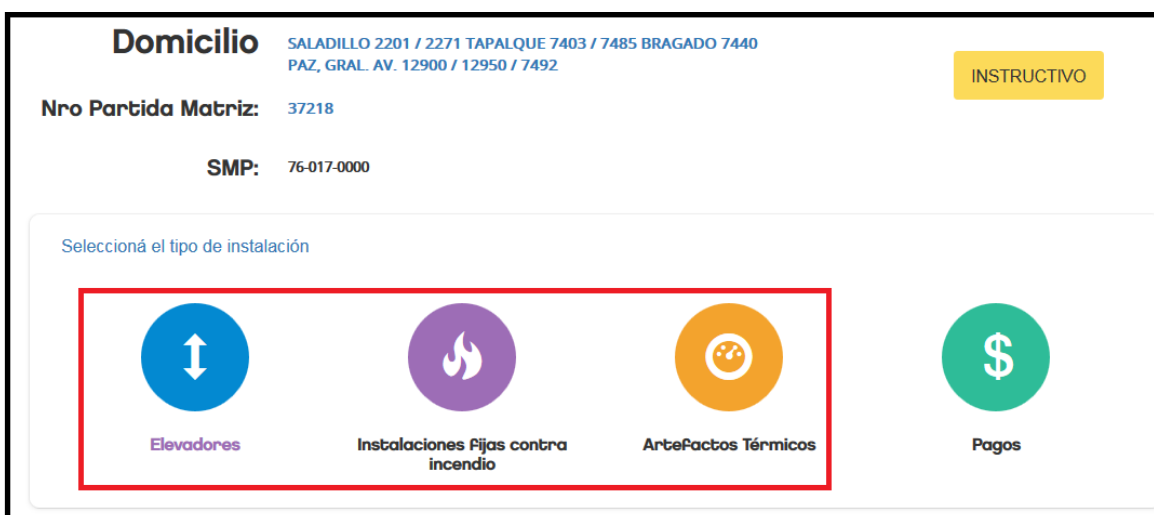 Domicilio
SALADILLO 2201 / 2271 TAPALQUE 7403 / 7485 BRAGADO 7440
PAZ, GRAL. AV. 12900 / 12950 / 7492
INSTRUCTIVO
Nro Partida Matriz:
37218
SMP:
76-017-0000
Seleccioná el tipo de instalación
$
Elevadores
Instalaciones fijas contra
incendio
Artefactos Térmicos
Pagos